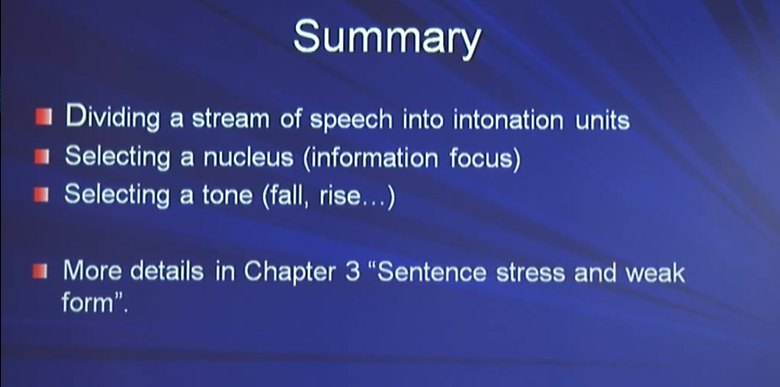 Summary
Dividing a stream of speech into intonation units
Selecting a nucleus (information focus)
Selecting a tone (fall, rise…)
More details in Chapter 3 “Sentence stress and weak
form”.